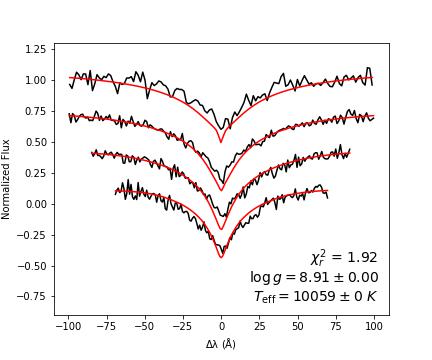 1.25
1.00
0.75
0.50
0.25
0.00
−0.25
−0.50
−0.75
Normalized Flux
χ²ᵣ = 1.92
log g = 8.91 ± 0.00
T_eff = 10059 ± 0 K
−100 −75 −50 −25 0 25 50 75 100
Δλ (Å)